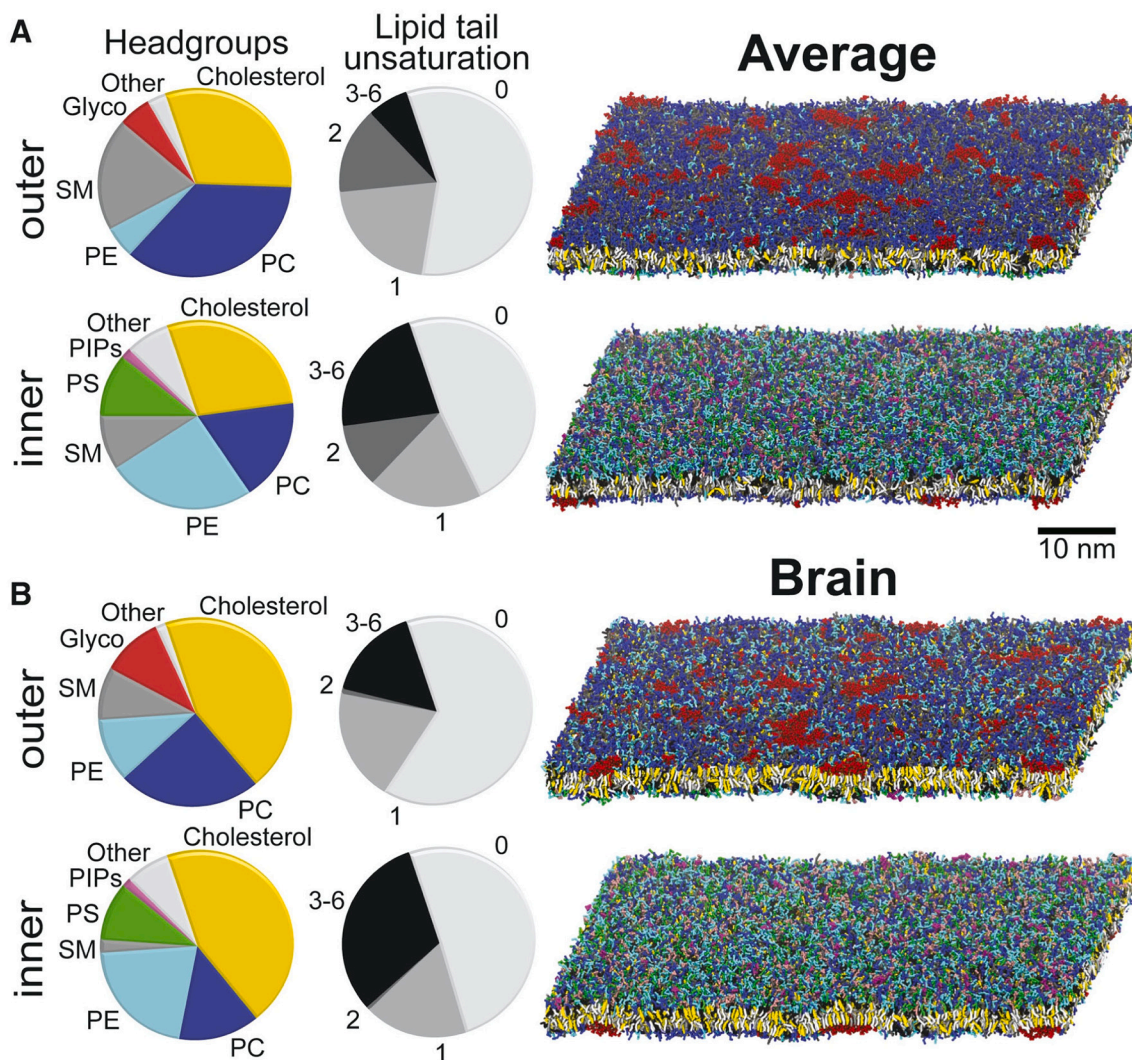 A
Headgroups
Lipid tail
unsaturation
Average
outer
Other
Cholesterol
Glyco
SM
PE
PC
3-6
0
2
1
inner
Other
Cholesterol
PIPs
PS
SM
PE
PC
3-6
0
2
1
10 nm
B
Brain
outer
Other
Cholesterol
Glyco
SM
PE
PC
3-6
0
2
1
inner
Other
Cholesterol
PIPs
PS
SM
PE
PC
3-6
0
2
1